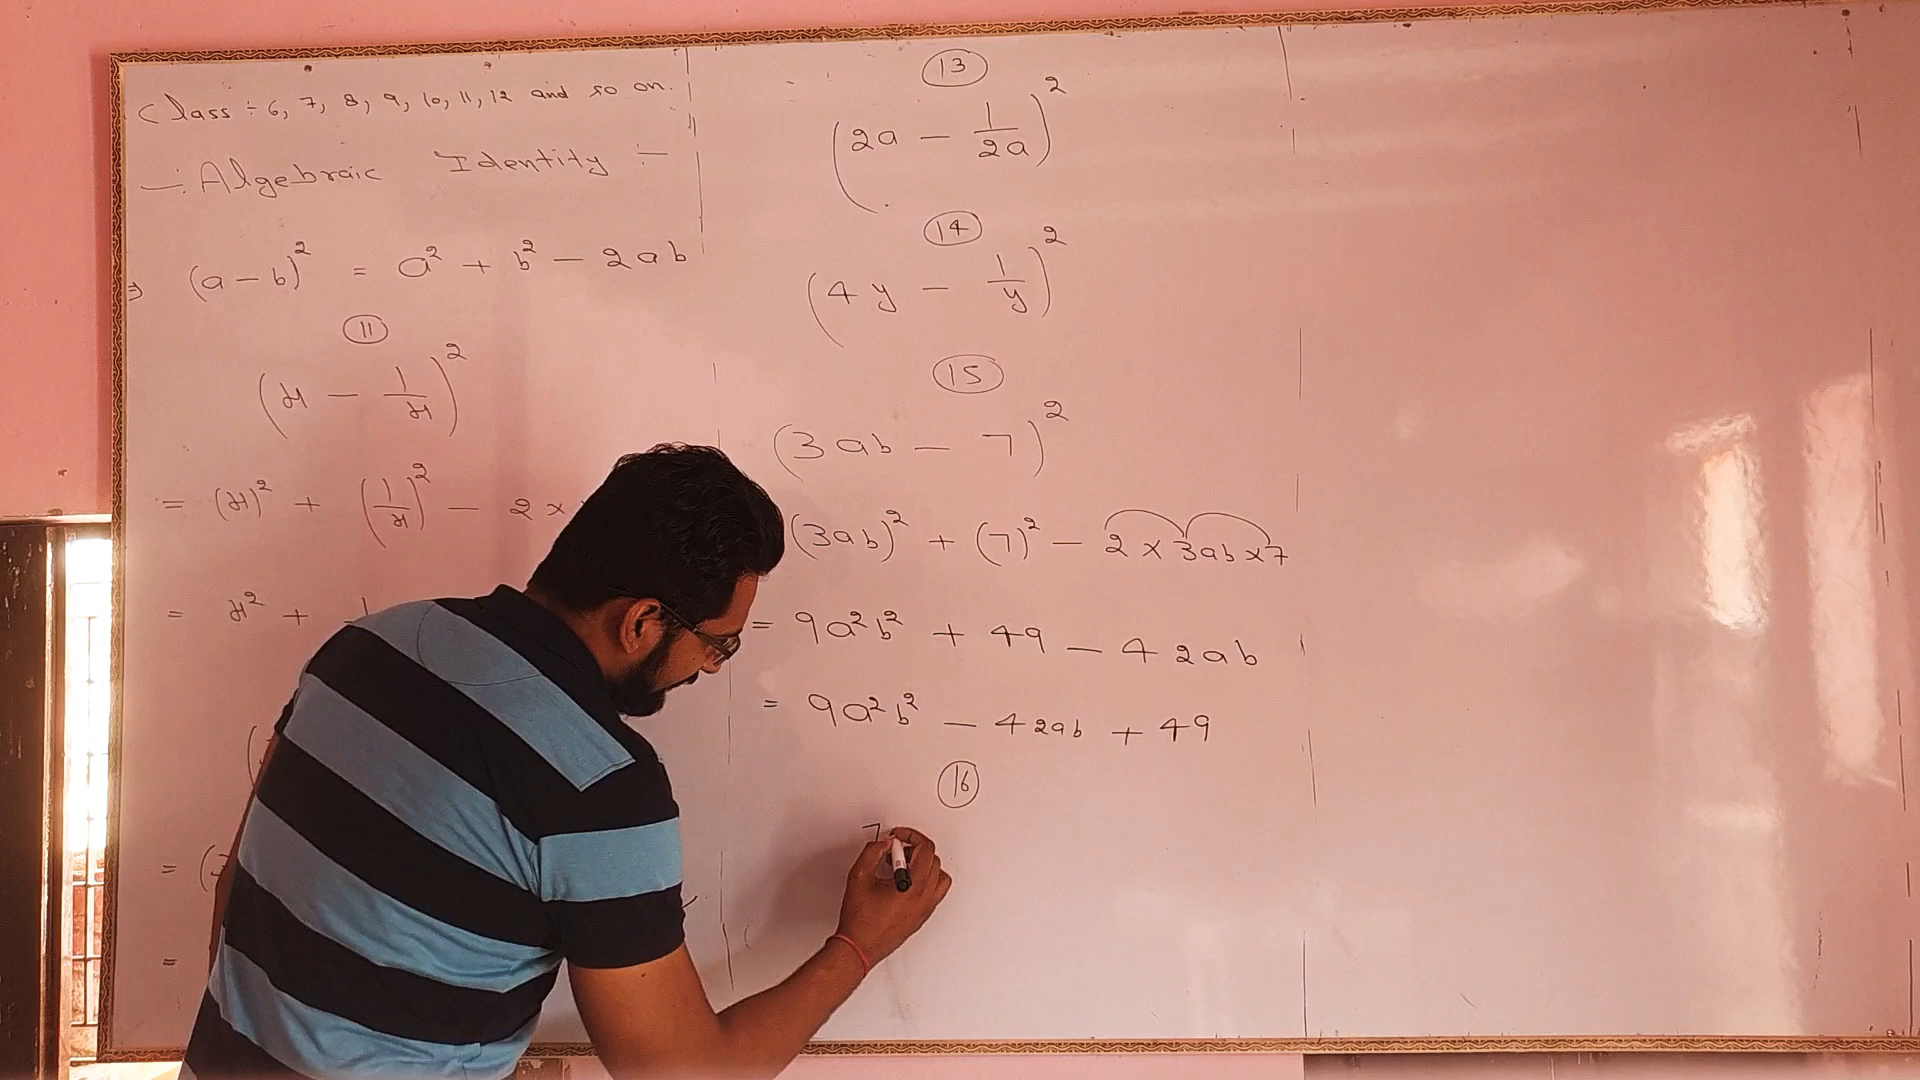 Class :- 6, 7, 8, 9, 10, 11, 12 and so on.
-: Algebraic Identity :-
⇒ (a - b)² = a² + b² - 2ab
11
(x - 1/x)²
= (x)² + (1/x)² - 2 ×
= x² + 1
=
=
13
(2a - 1/2a)²
14
(4y - 1/y)²
15
(3ab - 7)²
(3ab)² + (7)² - 2 × 3ab × 7
= 9a²b² + 49 - 42ab
= 9a²b² - 42ab + 49
16
7